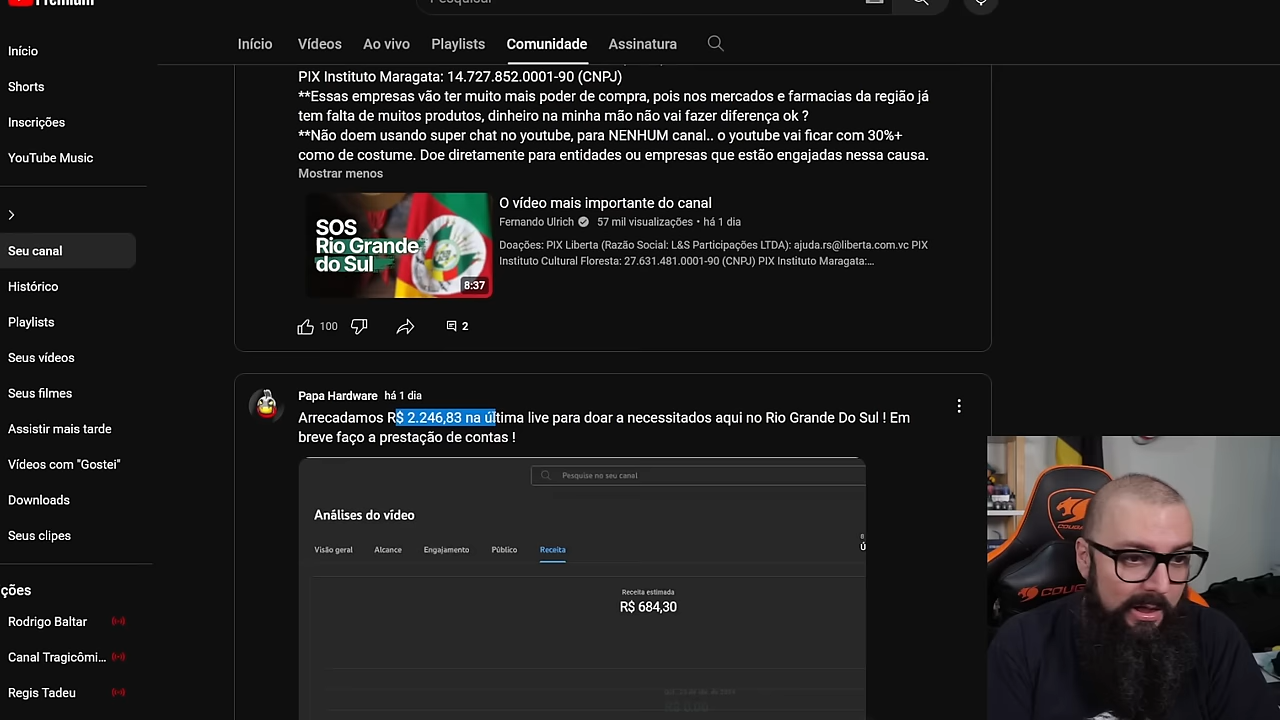 Premium
Início
Shorts
Inscrições
YouTube Music
Seu canal
Histórico
Playlists
Seus vídeos
Seus filmes
Assistir mais tarde
Vídeos com "Gostei"
Downloads
Seus clipes
ções
Rodrigo Baltar
Canal Tragicômi...
Regis Tadeu
Pesquisar
Início Vídeos Ao vivo Playlists Comunidade Assinatura
PIX Instituto Maragata: 14.727.852.0001-90 (CNPJ)
**Essas empresas vão ter muito mais poder de compra, pois nos mercados e farmacias da região já
tem falta de muitos produtos, dinheiro na minha mão não vai fazer diferença ok ?
**Não doem usando super chat no youtube, para NENHUM canal.. o youtube vai ficar com 30%+
como de costume. Doe diretamente para entidades ou empresas que estão engajadas nessa causa.
Mostrar menos
SOS
Rio Grande
do Sul
8:37
O vídeo mais importante do canal
Fernando Ulrich 57 mil visualizações • há 1 dia
Doações: PIX Liberta (Razão Social: L&S Participações LTDA): ajuda.rs@liberta.com.vc PIX
Instituto Cultural Floresta: 27.631.481.0001-90 (CNPJ) PIX Instituto Maragata:...
100 2
Papa Hardware há 1 dia
Arrecadamos R$ 2.246,83 na última live para doar a necessitados aqui no Rio Grande Do Sul ! Em
breve faço a prestação de contas !
Pesquise no seu canal
Análises do vídeo
Visão geral Alcance Engajamento Público Receita
Receita estimada
R$ 684,30
R$ 0,00
COUGAR
COUG